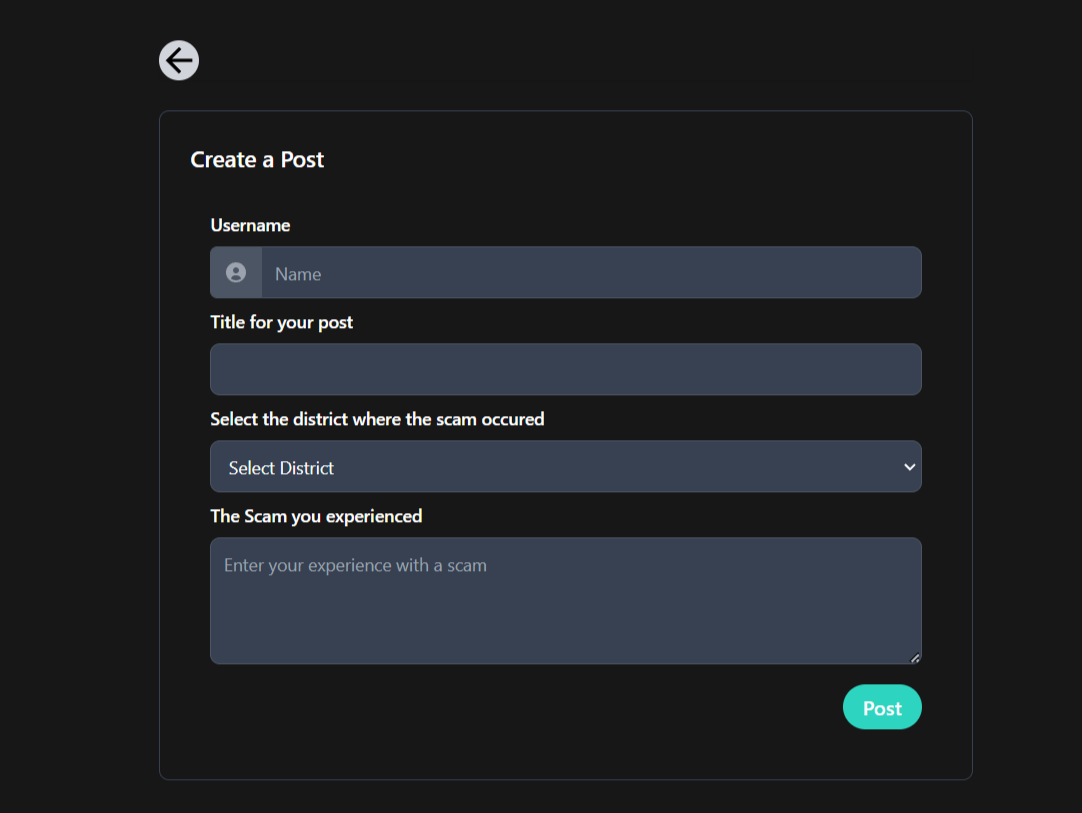 Create a Post
Username
Name
Title for your post
Select the district where the scam occured
Select District
The Scam you experienced
Enter your experience with a scam
Post